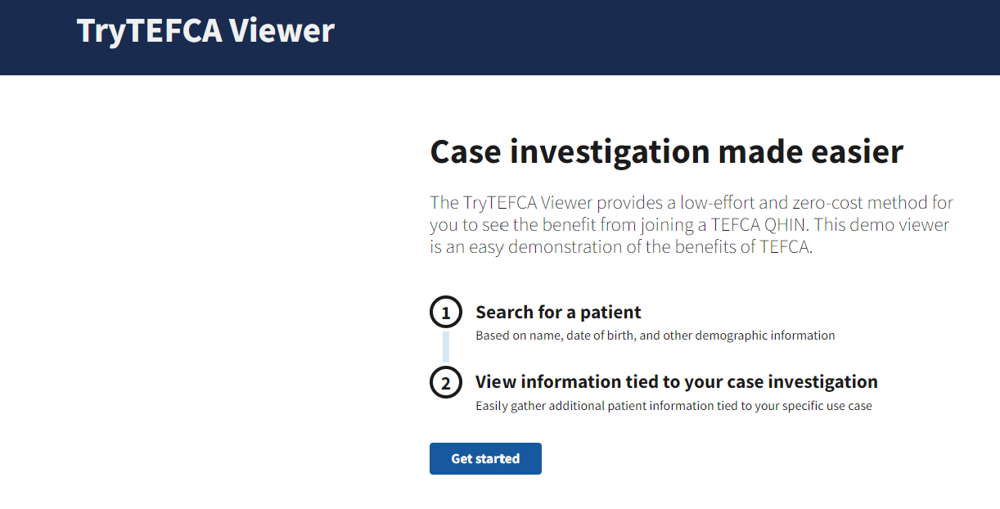 TryTEFCA Viewer
Case investigation made easier
The TryTEFCA Viewer provides a low-effort and zero-cost method for
you to see the benefit from joining a TEFCA QHIN. This demo viewer
is an easy demonstration of the benefits of TEFCA.
1 Search for a patient
Based on name, date of birth, and other demographic information
2 View information tied to your case investigation
Easily gather additional patient information tied to your specific use case
Get started